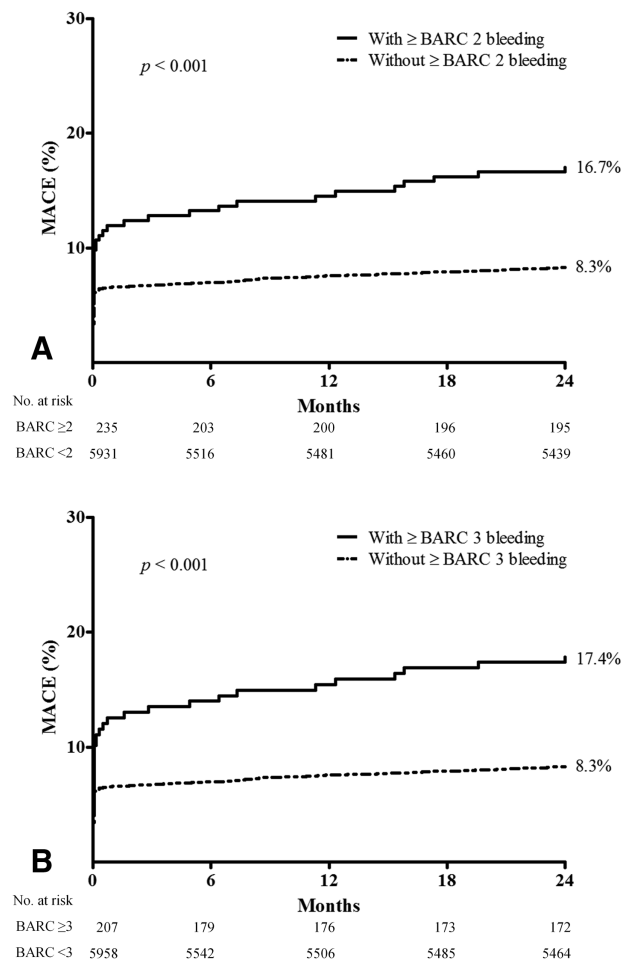 30
With ≥ BARC 2 bleeding
Without ≥ BARC 2 bleeding
p < 0.001
20
16.7%
MACE (%)
10
8.3%
A
0 6 12 18 24
No. at risk
Months
BARC ≥2 235 203 200 196 195
BARC <2 5931 5516 5481 5460 5439
30
With ≥ BARC 3 bleeding
Without ≥ BARC 3 bleeding
p < 0.001
20
17.4%
MACE (%)
10
8.3%
B
0 6 12 18 24
No. at risk
Months
BARC ≥3 207 179 176 173 172
BARC <3 5958 5542 5506 5485 5464